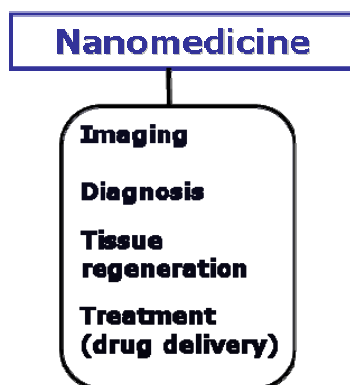 Nanomedicine
Imaging
Diagnosis
Tissue
regeneration
Treatment
(drug delivery)